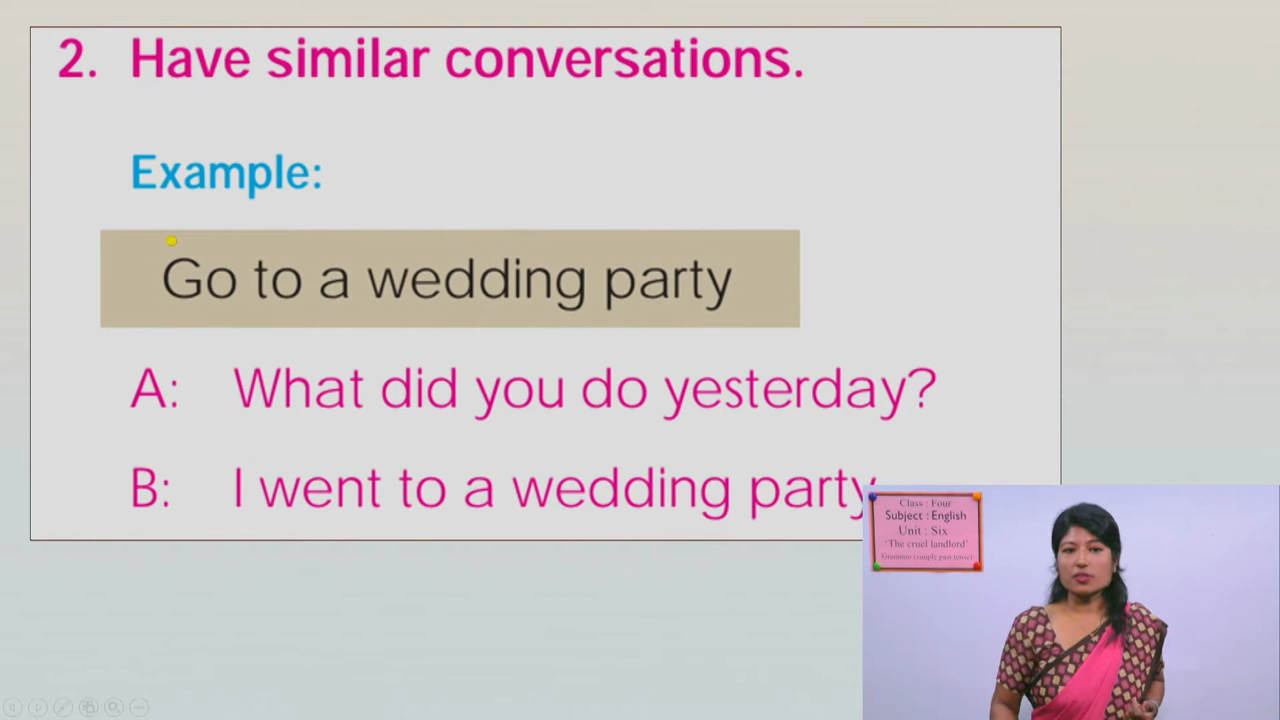 2. Have similar conversations.
Example:
Go to a wedding party
A: What did you do yesterday?
B: I went to a wedding party
Class : Four
Subject : English
Unit : Six
'The cruel landlord'
Grammar (simple past tense)